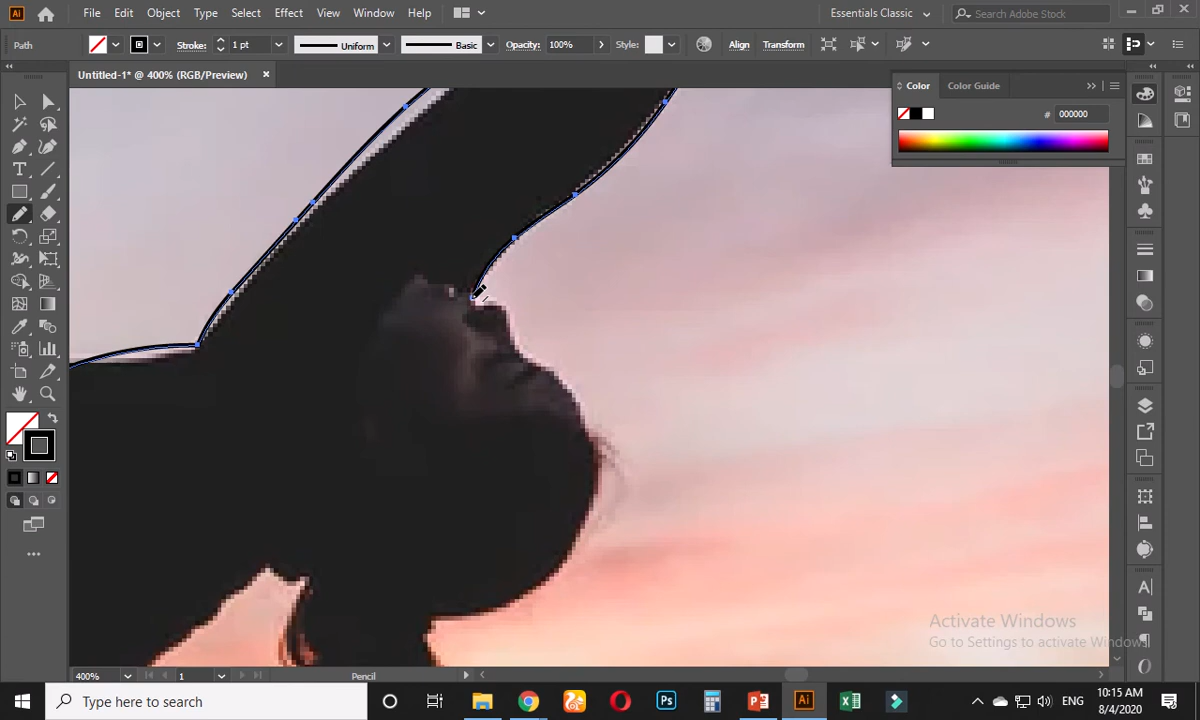 Ai File Edit Object Type Select Effect View Window Help Essentials Classic Search Adobe Stock
Path Stroke: 1 pt Uniform Basic Opacity: 100% Style: Align Transform
Untitled-1* @ 400% (RGB/Preview) ×
Color Color Guide
# 000000
Activate Windows
Go to Settings to activate Windows.
400% 1 Pencil
Type here to search Ps Ai ENG 10:15 AM
8/4/2020